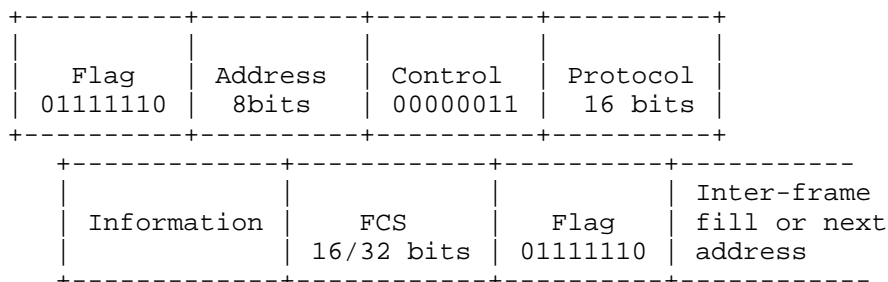 Flag Address Control Protocol
01111110 8bits 00000011 16 bits
Inter-frame
Information FCS Flag fill or next
16/32 bits 01111110 address